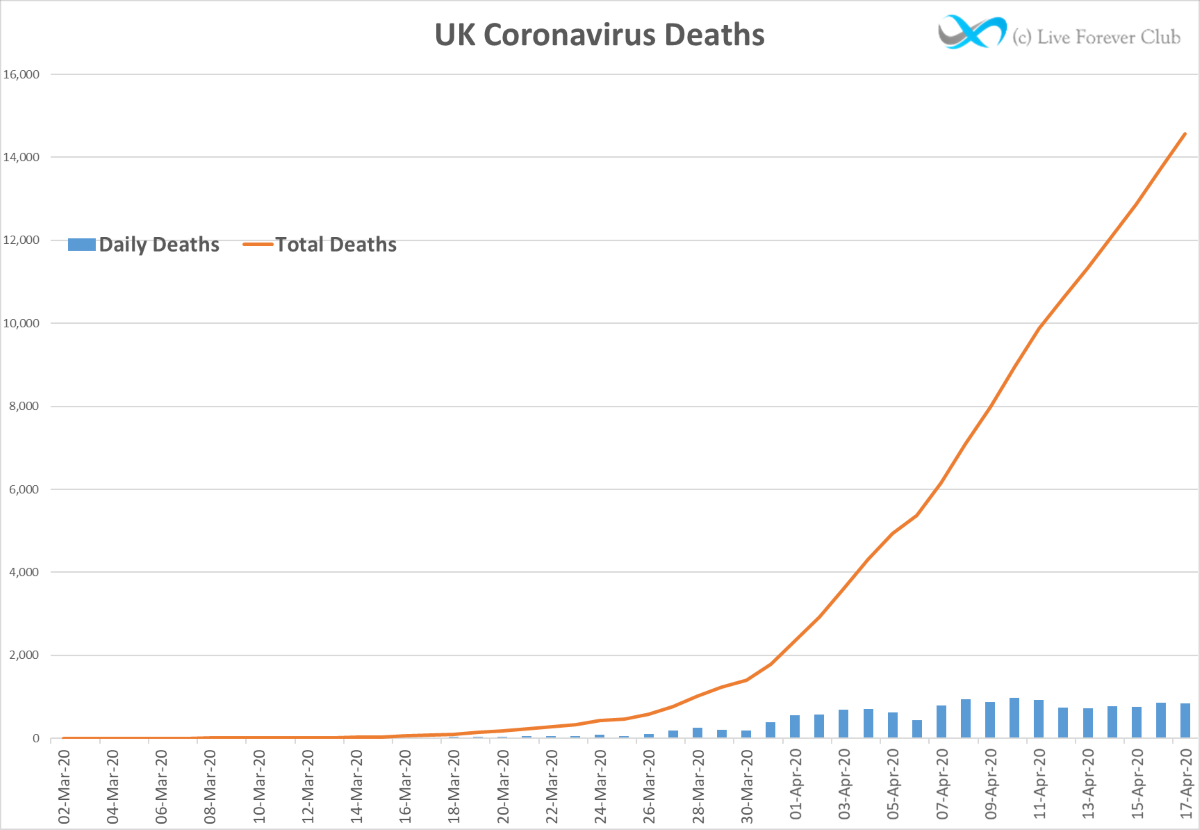 UK Coronavirus Deaths
(c) Live Forever Club
16,000
14,000
12,000
10,000
8,000
6,000
4,000
2,000
0
Daily Deaths
Total Deaths
02-Mar-20
04-Mar-20
06-Mar-20
08-Mar-20
10-Mar-20
12-Mar-20
14-Mar-20
16-Mar-20
18-Mar-20
20-Mar-20
22-Mar-20
24-Mar-20
26-Mar-20
28-Mar-20
30-Mar-20
01-Apr-20
03-Apr-20
05-Apr-20
07-Apr-20
09-Apr-20
11-Apr-20
13-Apr-20
15-Apr-20
17-Apr-20